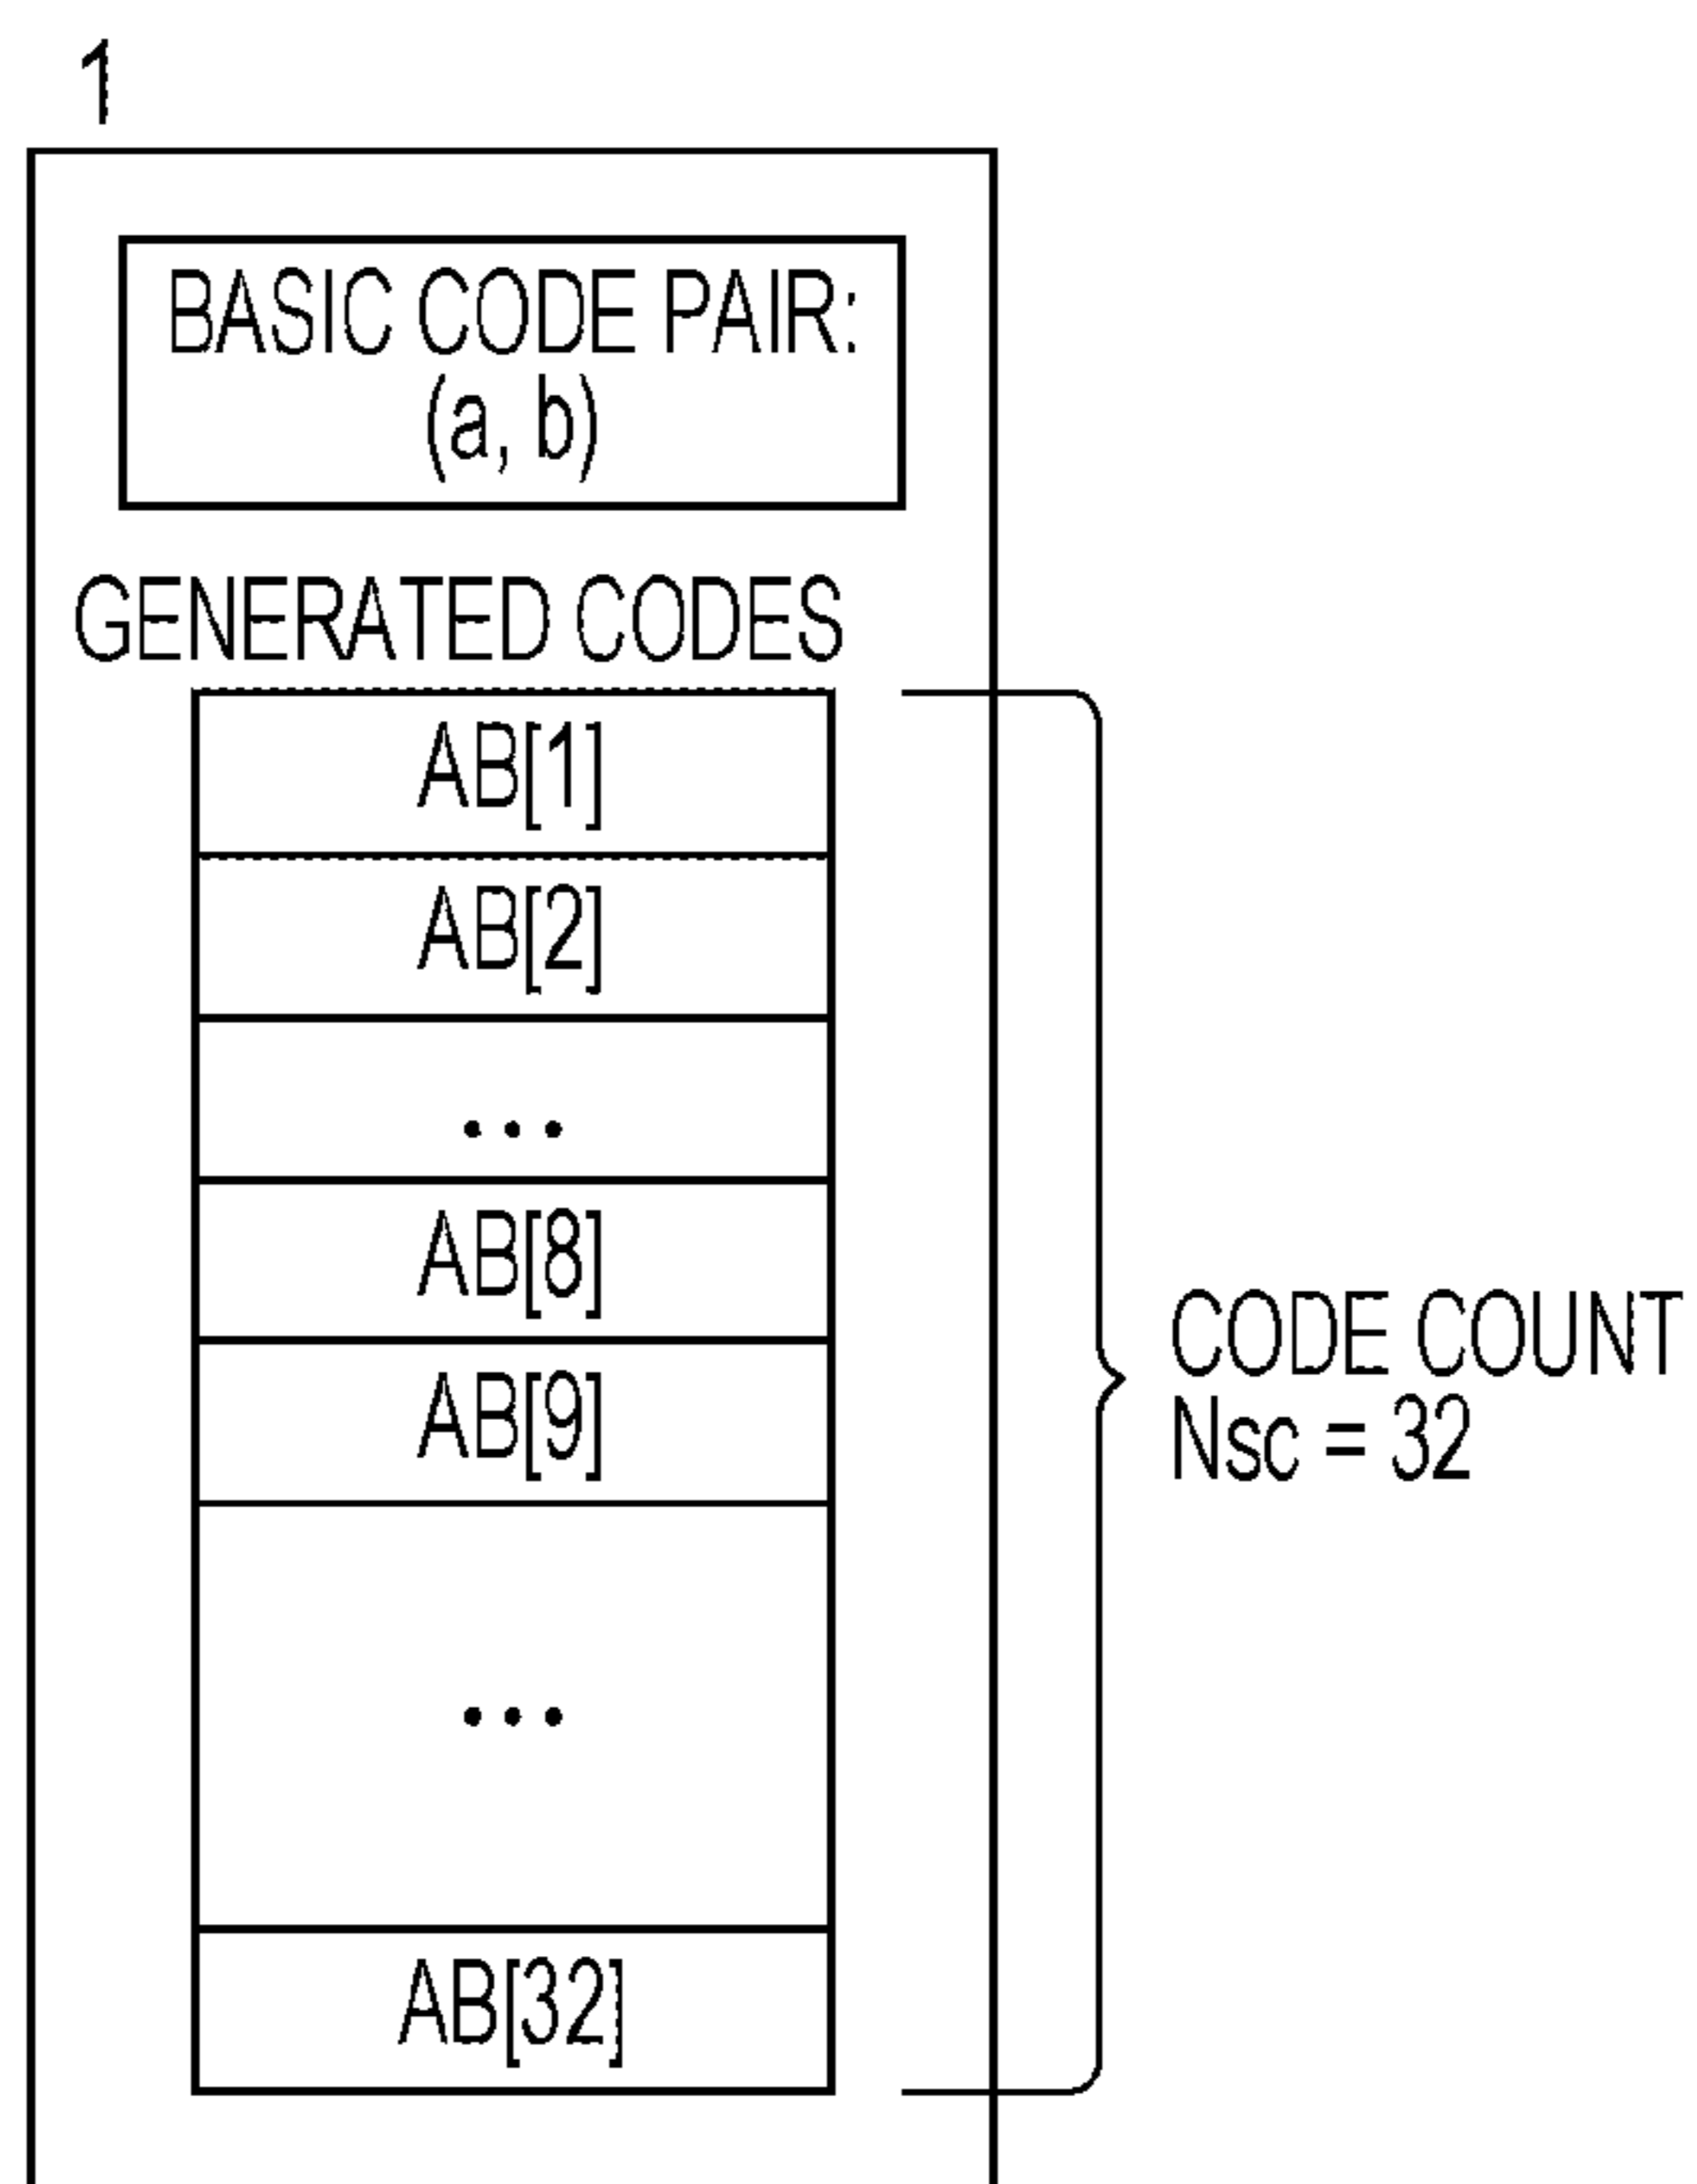 1
BASIC CODE PAIR:
(a, b)
GENERATED CODES
AB[1]
AB[2]
...
AB[8]
AB[9]
...
AB[32]
CODE COUNT
Nsc = 32